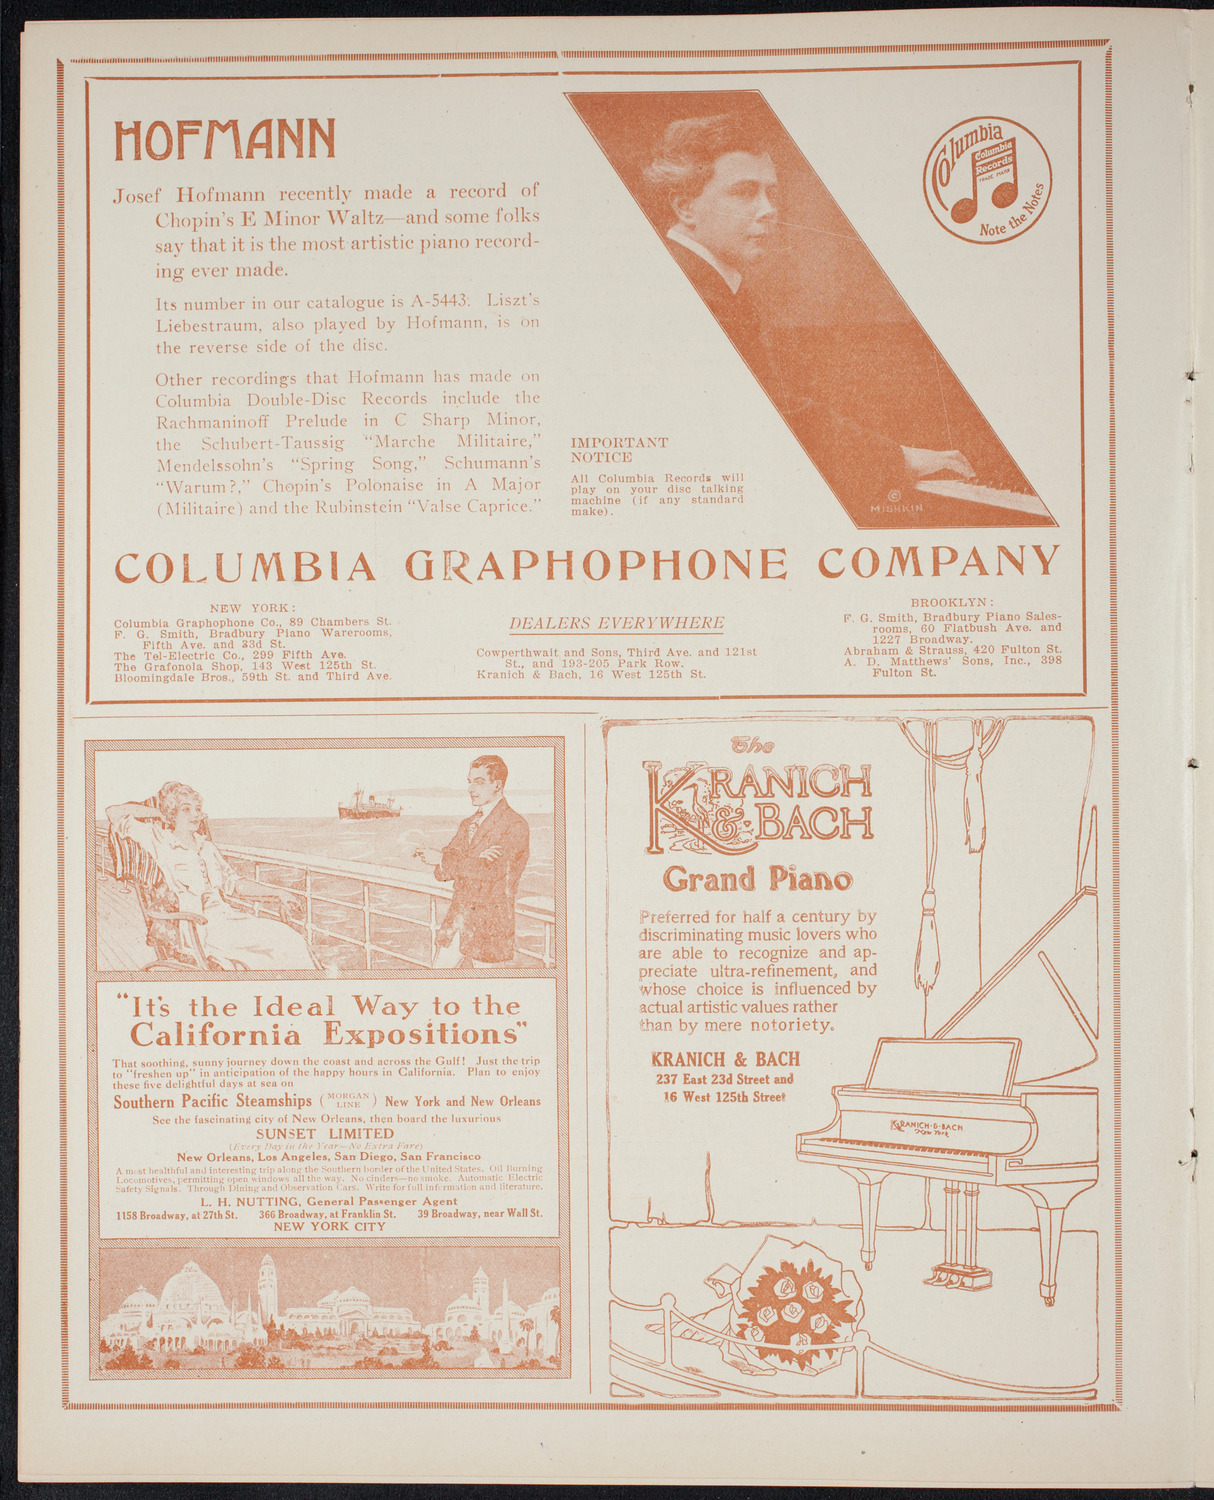 HOFMANN
Josef Hofmann recently made a record of
Chopin's E Minor Waltz—and some folks
say that it is the most artistic piano record-
ing ever made.
Its number in our catalogue is A-5443. Liszt's
Liebestraum, also played by Hofmann, is on
the reverse side of the disc.
Other recordings that Hofmann has made on
Columbia Double-Disc Records include the
Rachmaninoff Prelude in C Sharp Minor,
the Schubert-Taussig "Marche Militaire,"
Mendelssohn's "Spring Song," Schumann's
"Warum?," Chopin's Polonaise in A Major
(Militaire) and the Rubinstein "Valse Caprice."
IMPORTANT
NOTICE
All Columbia Records will
play on your disc talking
machine (if any standard
make).
©
MISHKIN
Columbia
Columbia
Records
TRADE MARK
Note the Notes
COLUMBIA GRAPHOPHONE COMPANY
NEW YORK:
Columbia Graphophone Co., 89 Chambers St.
F. G. Smith, Bradbury Piano Warerooms,
Fifth Ave. and 33d St.
The Tel-Electric Co., 299 Fifth Ave.
The Grafonola Shop, 143 West 125th St.
Bloomingdale Bros., 59th St. and Third Ave.
DEALERS EVERYWHERE
Cowperthwait and Sons, Third Ave. and 121st
St., and 193-205 Park Row.
Kranich & Bach, 16 West 125th St.
BROOKLYN:
F. G. Smith, Bradbury Piano Sales-
rooms, 60 Flatbush Ave. and
1227 Broadway.
Abraham & Strauss, 420 Fulton St.
A. D. Matthews' Sons, Inc., 398
Fulton St.
"It's the Ideal Way to the
California Expositions"
That soothing, sunny journey down the coast and across the Gulf! Just the trip
to "freshen up" in anticipation of the happy hours in California. Plan to enjoy
these five delightful days at sea on
Southern Pacific Steamships (MORGAN LINE) New York and New Orleans
See the fascinating city of New Orleans, then board the luxurious
SUNSET LIMITED
(Every Day in the Year—No Extra Fare)
New Orleans, Los Angeles, San Diego, San Francisco
A most healthful and interesting trip along the Southern border of the United States. Oil Burning
Locomotives, permitting open windows all the way. No cinders—no smoke. Automatic Electric
Safety Signals. Through Dining and Observation Cars. Write for full information and literature.
L. H. NUTTING, General Passenger Agent
1158 Broadway, at 27th St. 366 Broadway, at Franklin St. 39 Broadway, near Wall St.
NEW YORK CITY
The
KRANICH
& BACH
Grand Piano
Preferred for half a century by
discriminating music lovers who
are able to recognize and ap-
preciate ultra-refinement, and
whose choice is influenced by
actual artistic values rather
than by mere notoriety.
KRANICH & BACH
237 East 23d Street and
16 West 125th Street
KRANICH-&-BACH
New York